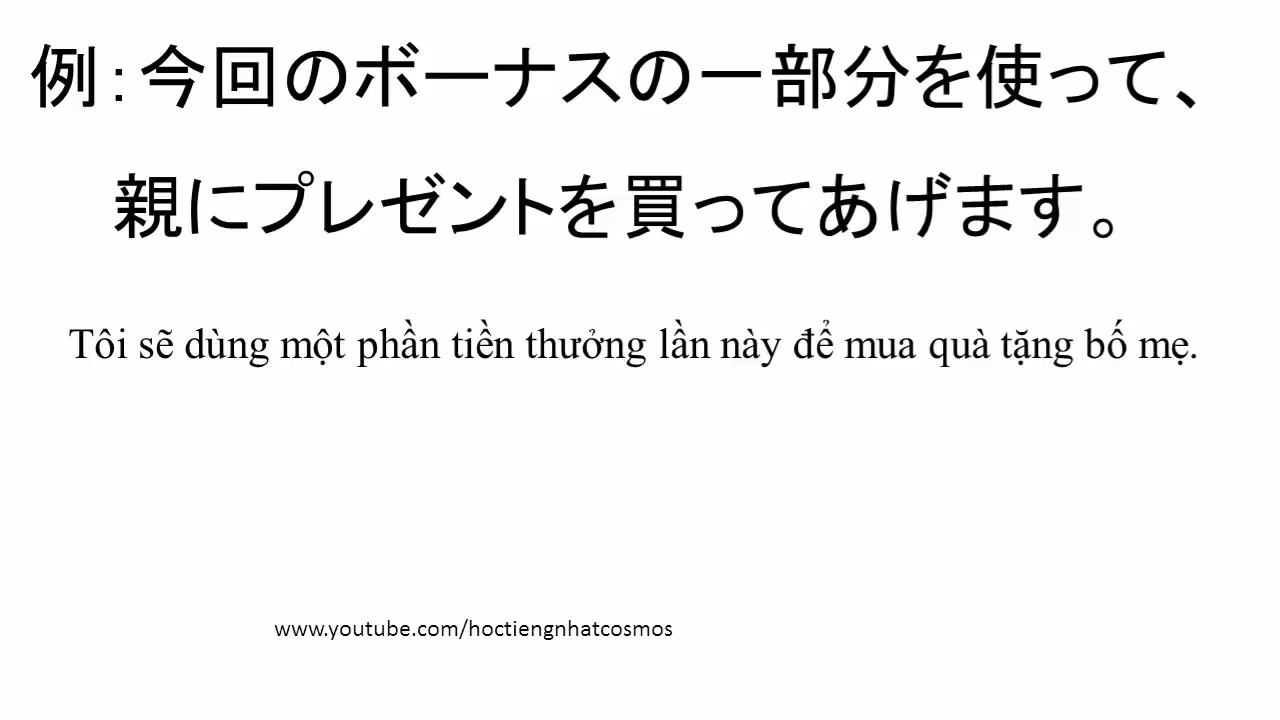 例：今回のボーナスの一部分を使って、
親にプレゼントを買ってあげます。
Tôi sẽ dùng một phần tiền thưởng lần này để mua quà tặng bố mẹ.
www.youtube.com/hoctiengnhatcosmos